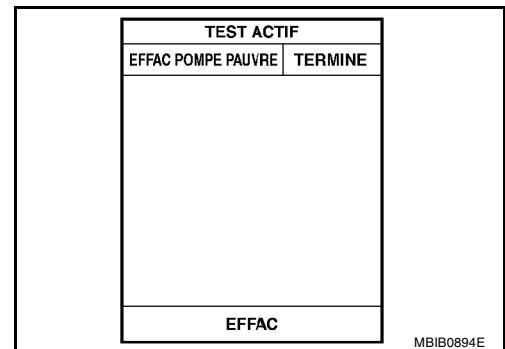 TEST ACTIF
EFFAC POMPE PAUVRE TERMINE
EFFAC
MBIB0894E